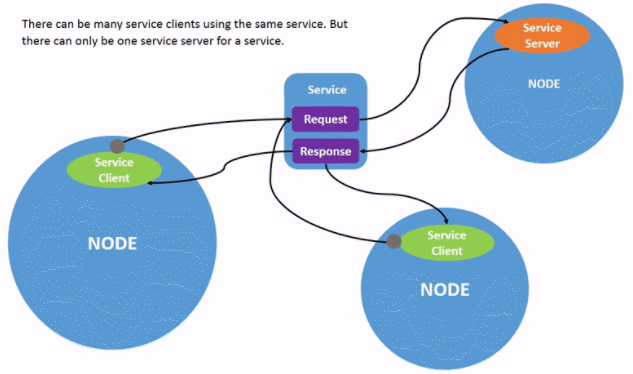 There can be many service clients using the same service. But
there can only be one service server for a service.
Service
Server
NODE
Service
Request
Response
Service
Client
NODE
Service
Client
NODE